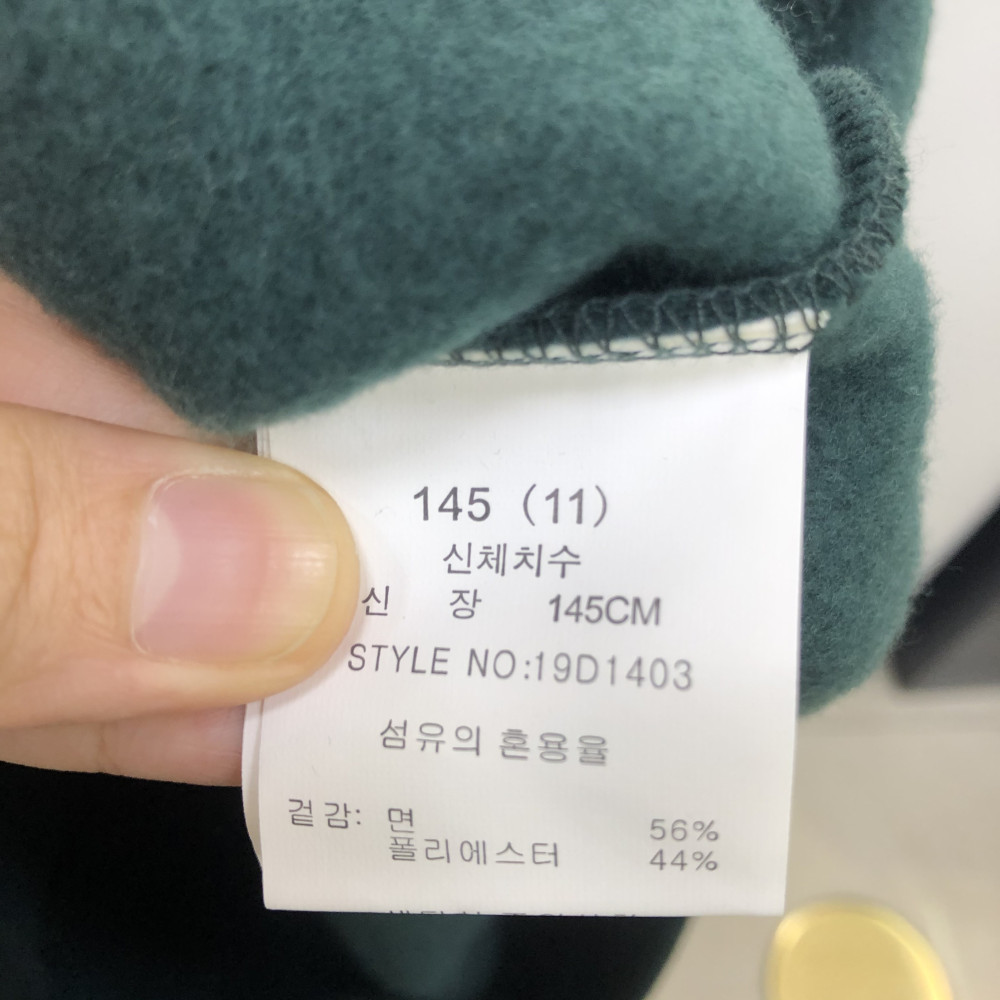 145 (11)
신체치수
신 장 145CM
STYLE NO:19D1403
섬유의 혼용율
겉감: 면 56%
폴리에스터 44%